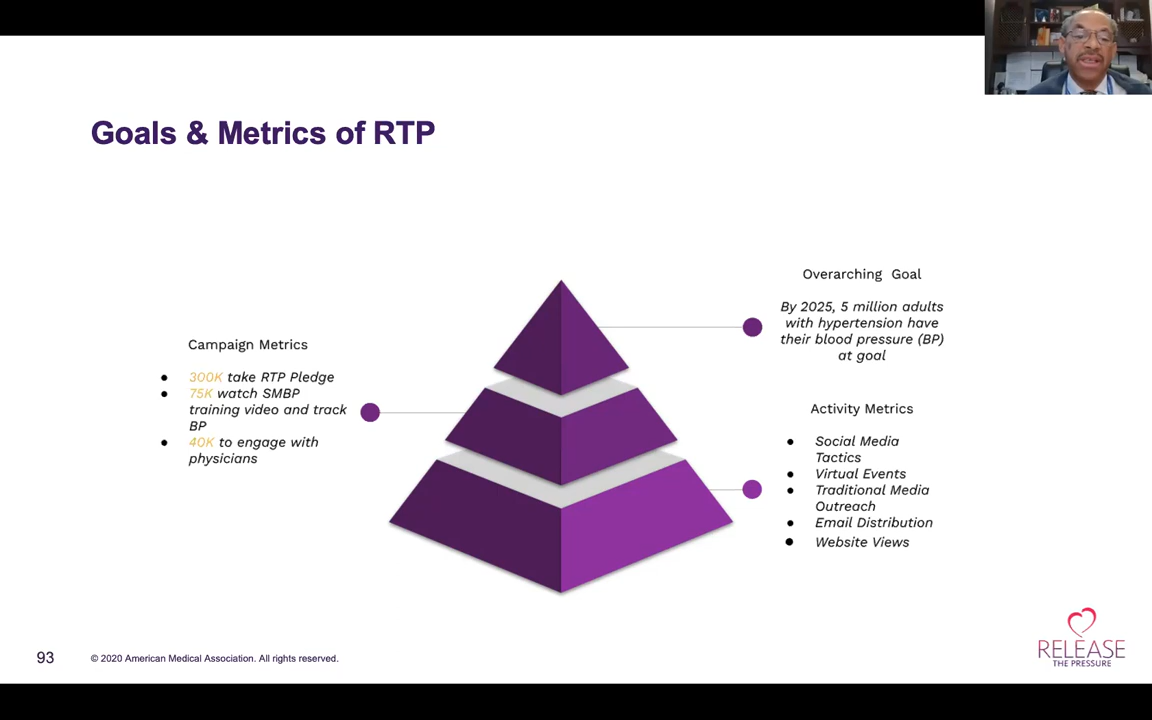 Goals & Metrics of RTP
Overarching Goal
By 2025, 5 million adults
with hypertension have
their blood pressure (BP)
at goal
Campaign Metrics
● 300K take RTP Pledge
● 75K watch SMBP
training video and track
BP
● 40K to engage with
physicians
Activity Metrics
● Social Media
Tactics
● Virtual Events
● Traditional Media
Outreach
● Email Distribution
● Website Views
RELEASE
THE PRESSURE
93
© 2020 American Medical Association. All rights reserved.